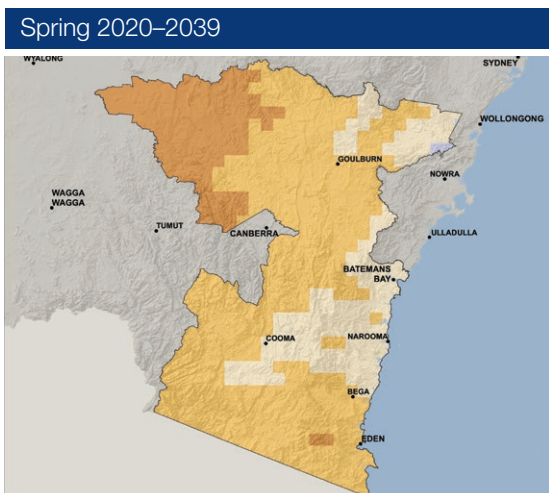 Spring 2020–2039
WYALONG
SYDNEY
WOLLONGONG
GOULBURN
NOWRA
WAGGA
WAGGA
TUMUT
CANBERRA
ULLADULLA
BATEMANS
BAY
COOMA
NAROOMA
BEGA
EDEN